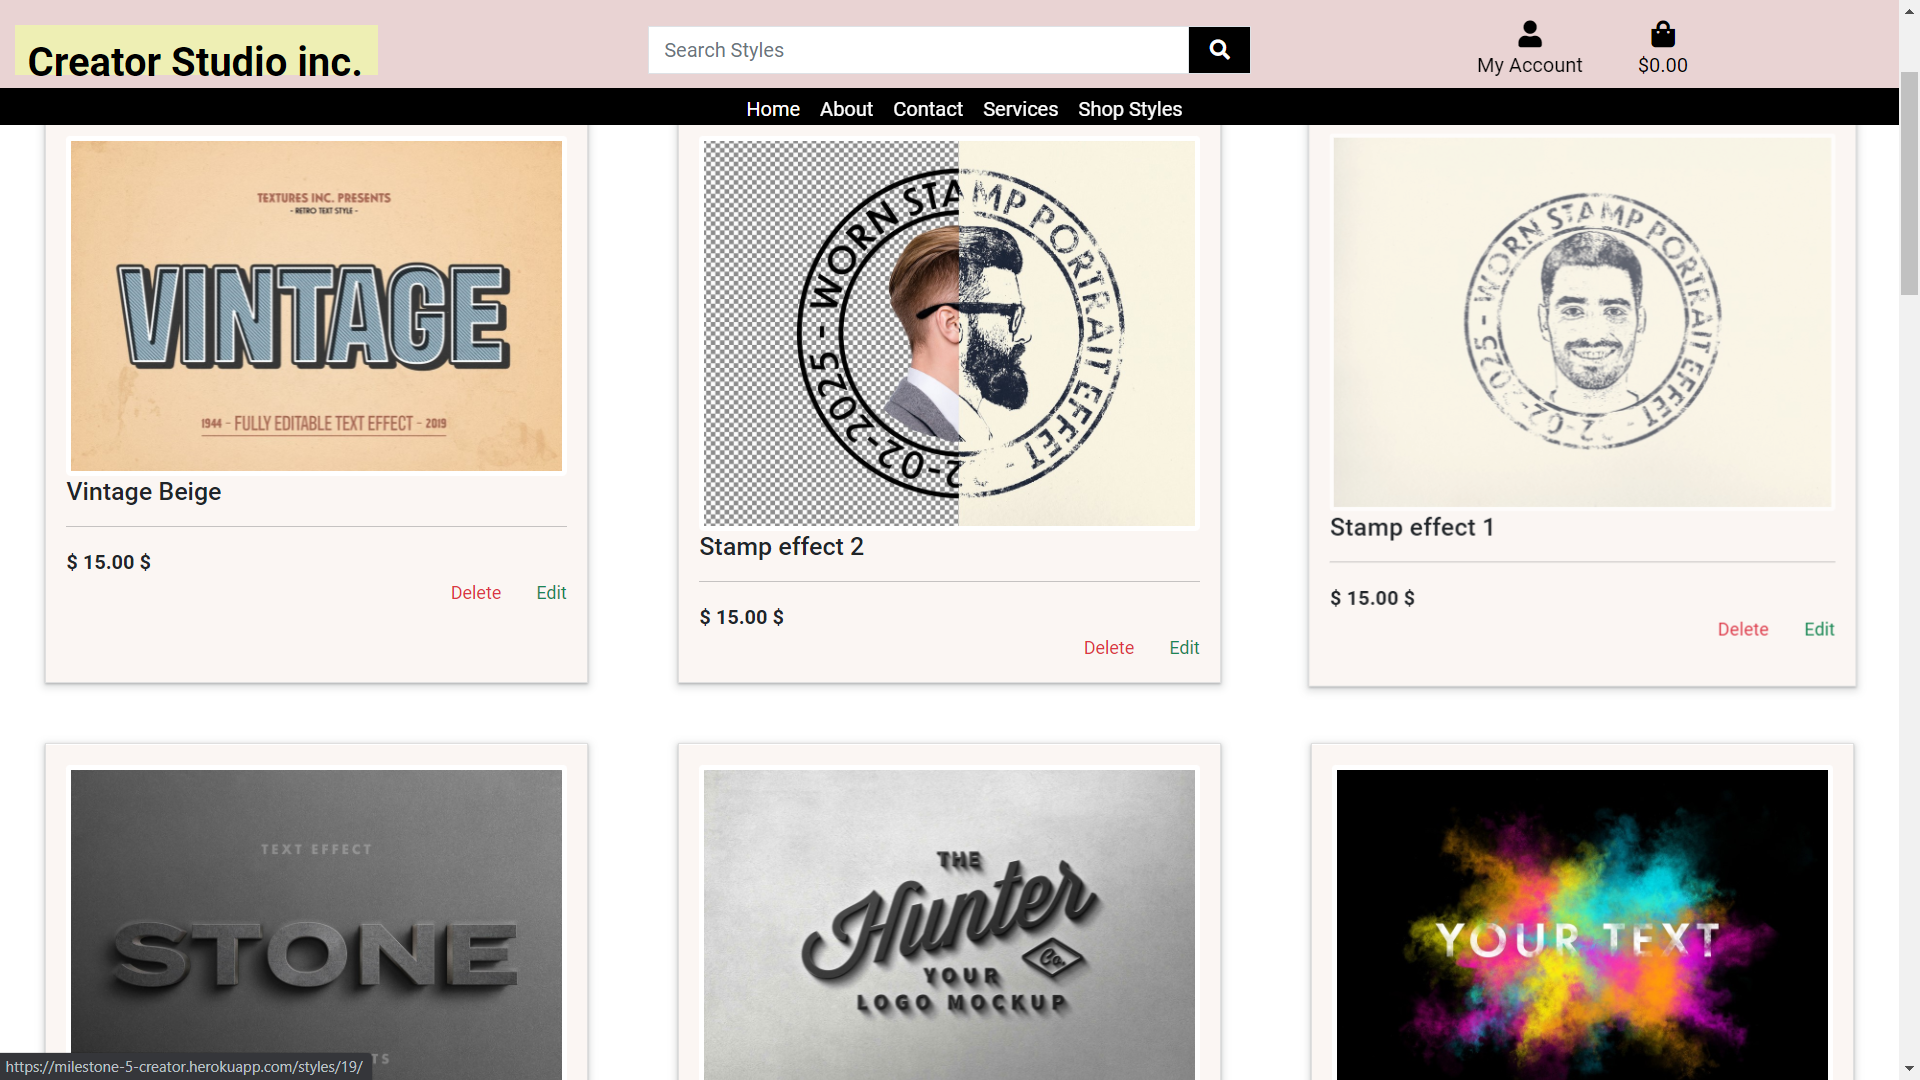 Creator Studio inc.
Search Styles
My Account
$0.00
Home About Contact Services Shop Styles
TEXTURES INC. PRESENTS
- RETRO TEXT STYLE -
VINTAGE
1944 - FULLY EDITABLE TEXT EFFECT - 2019
Vintage Beige
$ 15.00 $
Delete Edit
- WORN STAMP PORTRAIT EFFET - 2-02-2025
Stamp effect 2
$ 15.00 $
Delete Edit
- WORN STAMP PORTRAIT EFFET - 2-02-2025
Stamp effect 1
$ 15.00 $
Delete Edit
TEXT EFFECT
STONE
TS
THE
Hunter
Co.
YOUR
LOGO MOCKUP
YOUR TEXT
https://milestone-5-creator.herokuapp.com/styles/19/